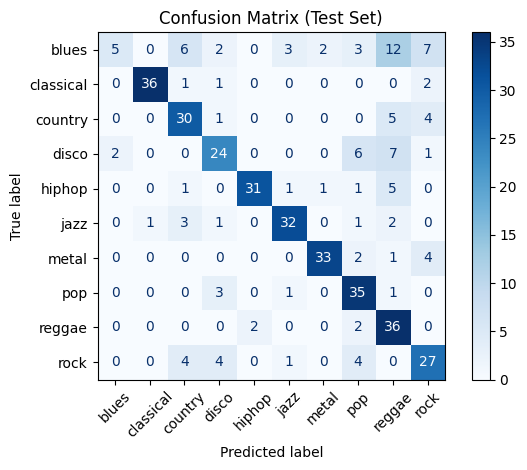 Confusion Matrix (Test Set)
blues 5 0 6 2 0 3 2 3 12 7
classical 0 36 1 1 0 0 0 0 0 2
country 0 0 30 1 0 0 0 0 5 4
disco 2 0 0 24 0 0 0 6 7 1
hiphop 0 0 1 0 31 1 1 1 5 0
jazz 0 1 3 1 0 32 0 1 2 0
metal 0 0 0 0 0 0 33 2 1 4
pop 0 0 0 3 0 1 0 35 1 0
reggae 0 0 0 0 2 0 0 2 36 0
rock 0 0 4 4 0 1 0 4 0 27
blues classical country disco hiphop jazz metal pop reggae rock
Predicted label
True label
35
30
25
20
15
10
5
0